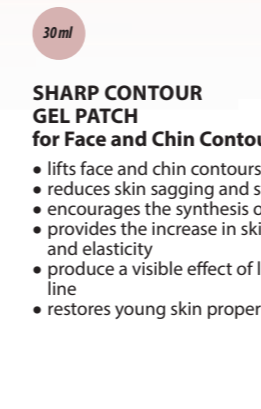 30 ml
SHARP CONTOUR
GEL PATCH
for Face and Chin
● lifts face and chin contours
● reduces skin sagging and
● encourages the synthesis
● provides the increase in
and elasticity
● produce a visible effect of
line
● restores young skin